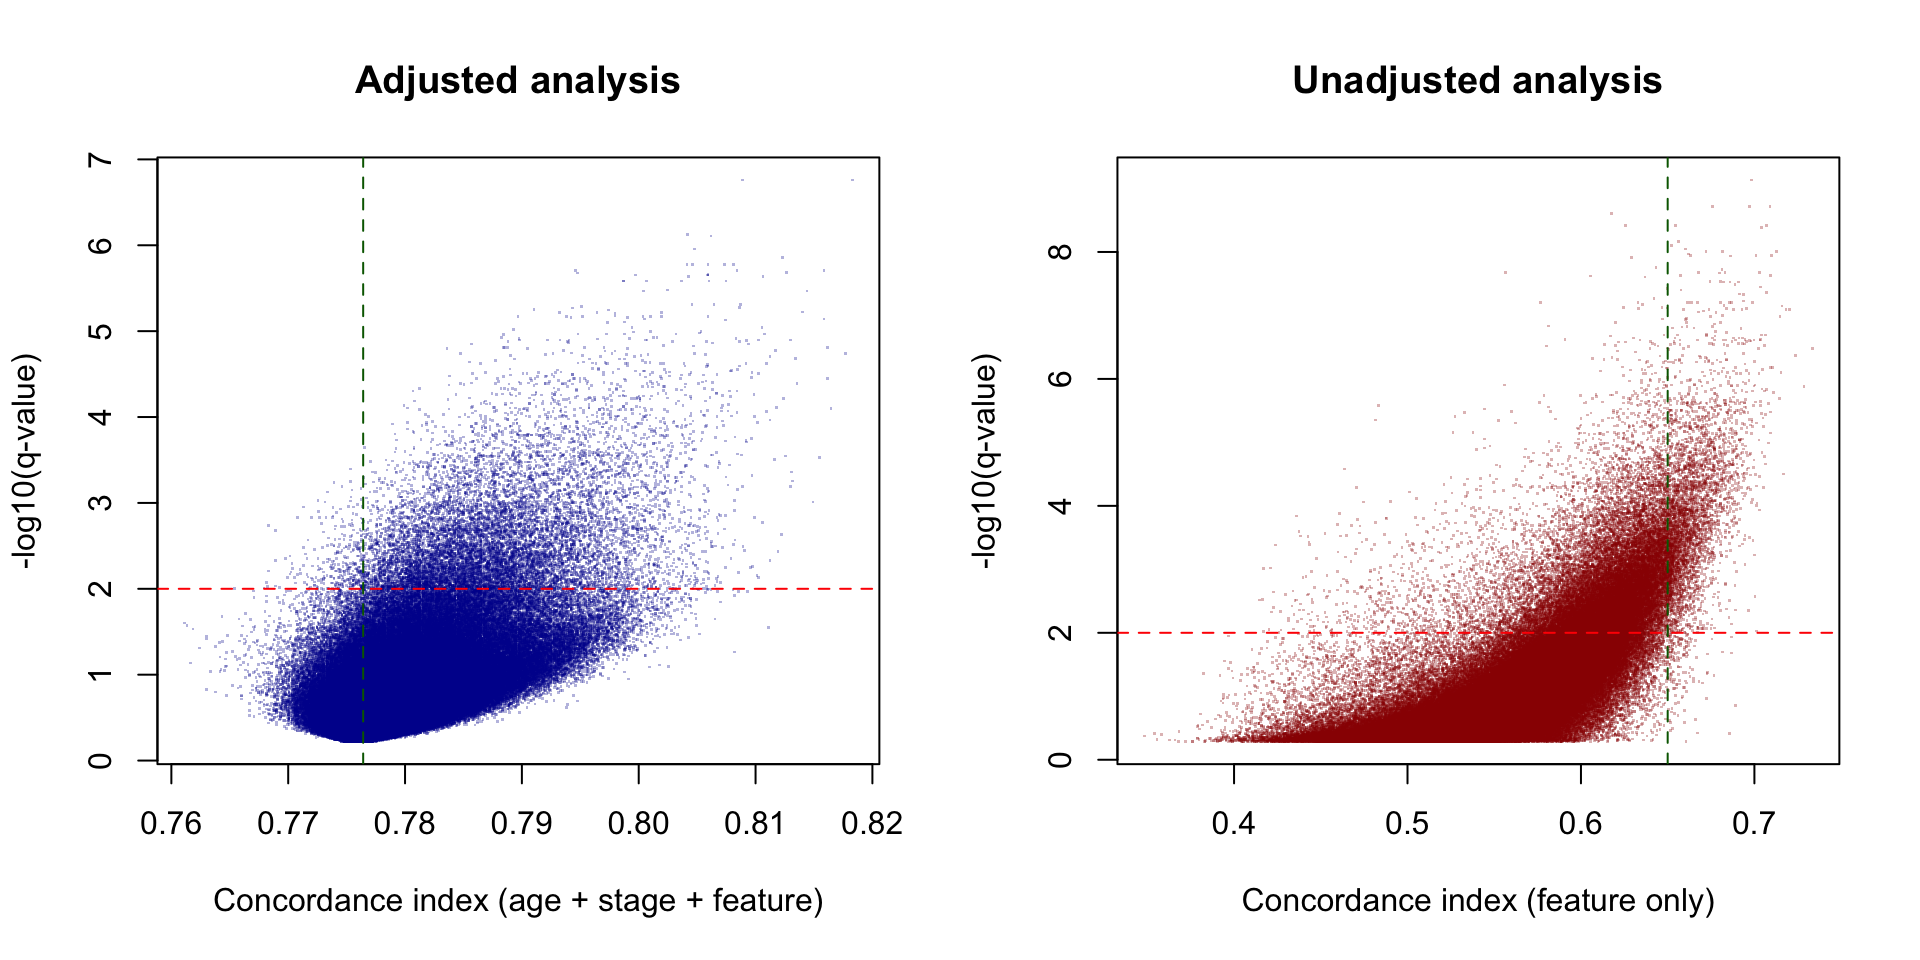 Adjusted analysis
-log10(q-value)
7
6
5
4
3
2
1
0
0.76 0.77 0.78 0.79 0.80 0.81 0.82
Concordance index (age + stage + feature)
Unadjusted analysis
-log10(q-value)
8
6
4
2
0
0.4 0.5 0.6 0.7
Concordance index (feature only)